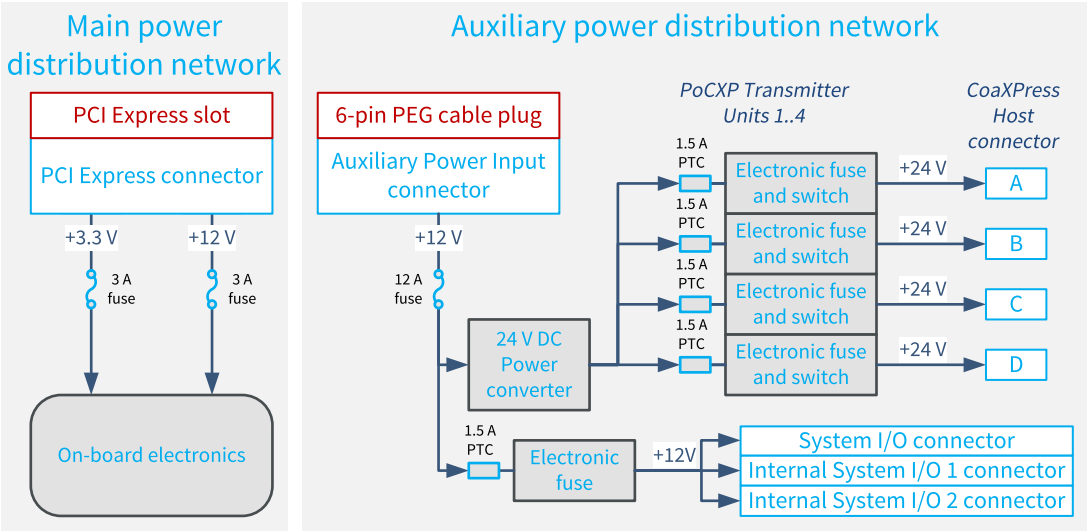 Main power
distribution network
PCI Express slot
PCI Express connector
+3.3 V
+12 V
3 A
fuse
3 A
fuse
On-board electronics
Auxiliary power distribution network
6-pin PEG cable plug
Auxiliary Power Input
connector
+12 V
12 A
fuse
24 V DC
Power
converter
PoCXP Transmitter
Units 1..4
CoaXPress
Host
connector
1.5 A
PTC
Electronic fuse
and switch
+24 V
A
1.5 A
PTC
Electronic fuse
and switch
+24 V
B
1.5 A
PTC
Electronic fuse
and switch
+24 V
C
1.5 A
PTC
Electronic fuse
and switch
+24 V
D
1.5 A
PTC
Electronic
fuse
+12V
System I/O connector
Internal System I/O 1 connector
Internal System I/O 2 connector